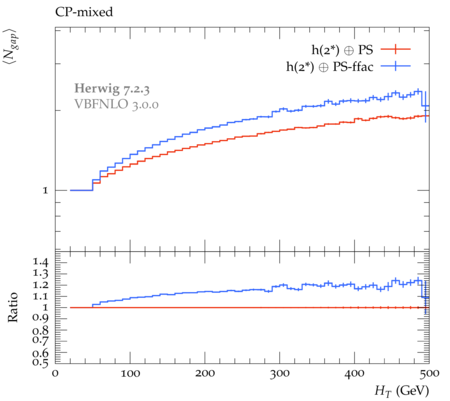 CP-mixed
⟨N_gap⟩
h(2*) ⊕ PS
h(2*) ⊕ PS-ffac
Herwig 7.2.3
VBFNLO 3.0.0
1
Ratio
1.4
1.3
1.2
1.1
1
0.9
0.8
0.7
0.6
0.5
0 100 200 300 400 500
H_T (GeV)